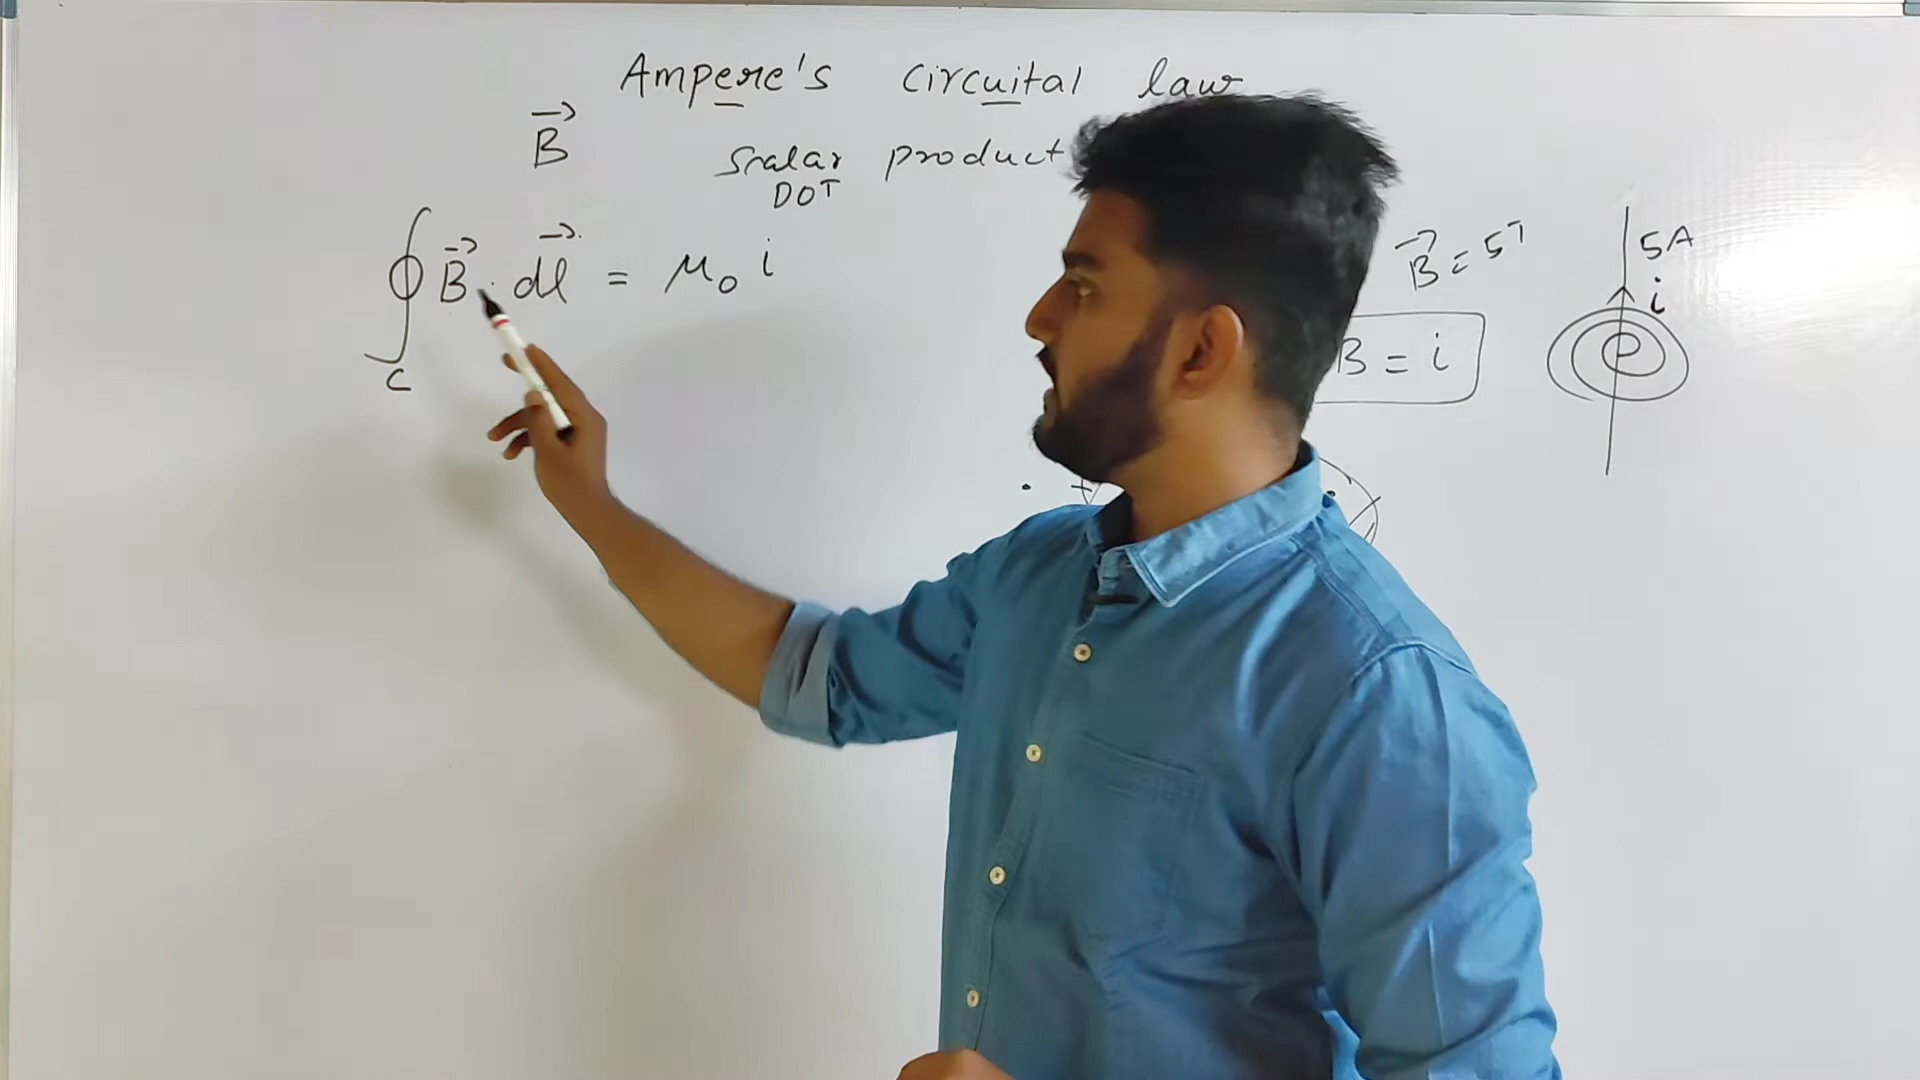 Ampere's circuital law
B⃗
Scalar product
DOT
∮ B⃗ . dl⃗ = μ₀ i
c
B⃗ = 5T
5A
i
B = i